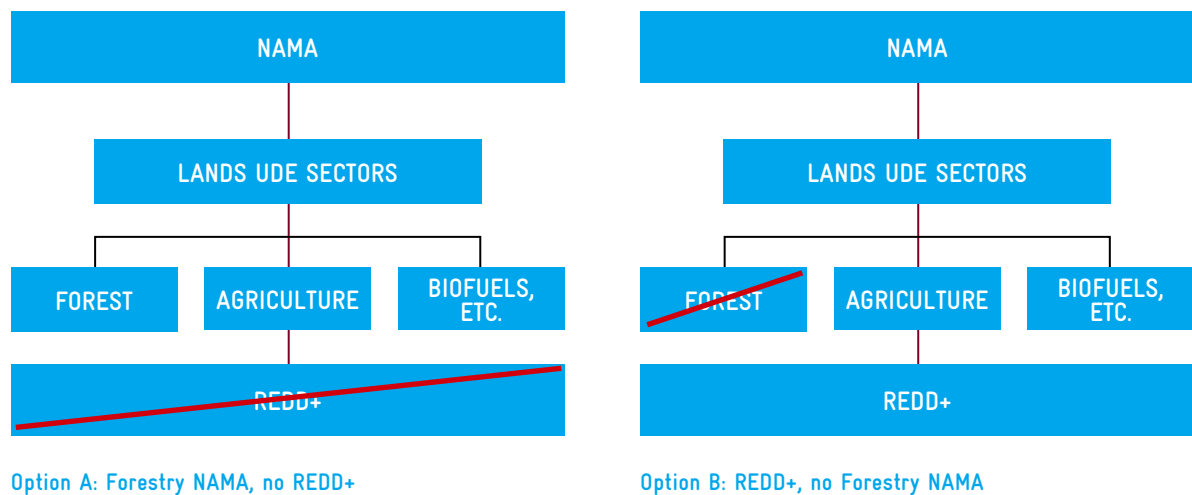 NAMA
LANDS UDE SECTORS
FOREST
AGRICULTURE
BIOFUELS,
ETC.
REDD+
Option A: Forestry NAMA, no REDD+
NAMA
LANDS UDE SECTORS
FOREST
AGRICULTURE
BIOFUELS,
ETC.
REDD+
Option B: REDD+, no Forestry NAMA